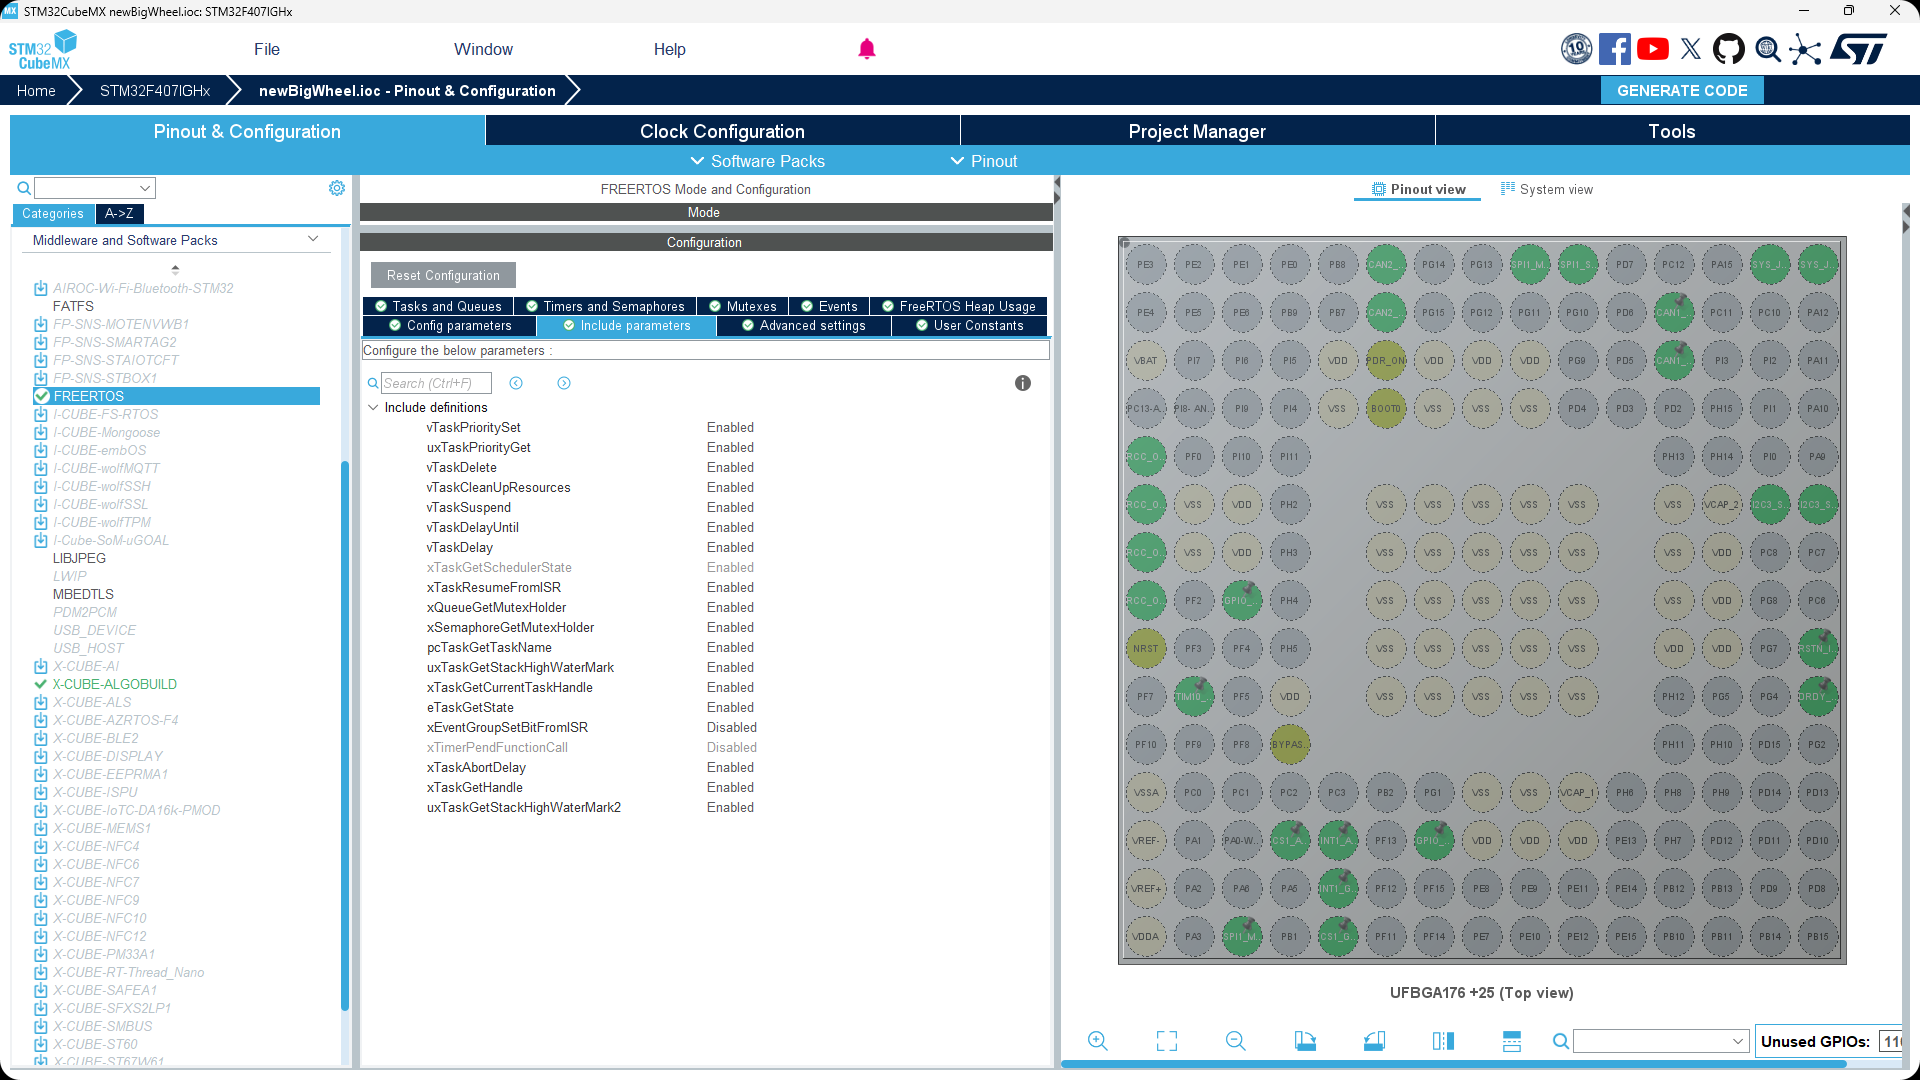 STM32CubeMX newBigWheel.ioc: STM32F407IGHx
STM32 CubeMX
File
Window
Help
Home
STM32F407IGHx
newBigWheel.ioc - Pinout & Configuration
GENERATE CODE
Pinout & Configuration
Clock Configuration
Project Manager
Tools
Software Packs
Pinout
Categories
A->Z
Middleware and Software Packs
AIROC-Wi-Fi-Bluetooth-STM32
FATFS
FP-SNS-MOTENVWB1
FP-SNS-SMARTAG2
FP-SNS-STAIOTCFT
FP-SNS-STBOX1
FREERTOS
I-CUBE-FS-RTOS
I-CUBE-Mongoose
I-CUBE-embOS
I-CUBE-wolfMQTT
I-CUBE-wolfSSH
I-CUBE-wolfSSL
I-CUBE-wolfTPM
I-Cube-SoM-uGOAL
LIBJPEG
LWIP
MBEDTLS
PDM2PCM
USB_DEVICE
USB_HOST
X-CUBE-AI
X-CUBE-ALGOBUILD
X-CUBE-ALS
X-CUBE-AZRTOS-F4
X-CUBE-BLE2
X-CUBE-DISPLAY
X-CUBE-EEPRMA1
X-CUBE-ISPU
X-CUBE-IoTC-DA16k-PMOD
X-CUBE-MEMS1
X-CUBE-NFC4
X-CUBE-NFC6
X-CUBE-NFC7
X-CUBE-NFC9
X-CUBE-NFC10
X-CUBE-NFC12
X-CUBE-PM33A1
X-CUBE-RT-Thread_Nano
X-CUBE-SAFEA1
X-CUBE-SFXS2LP1
X-CUBE-SMBUS
X-CUBE-ST60
X-CUBE-ST67W61
FREERTOS Mode and Configuration
Mode
Configuration
Reset Configuration
Tasks and Queues
Timers and Semaphores
Mutexes
Events
FreeRTOS Heap Usage
Config parameters
Include parameters
Advanced settings
User Constants
Configure the below parameters :
Search (Ctrl+F)
Include definitions
vTaskPrioritySet Enabled
uxTaskPriorityGet Enabled
vTaskDelete Enabled
vTaskCleanUpResources Enabled
vTaskSuspend Enabled
vTaskDelayUntil Enabled
vTaskDelay Enabled
xTaskGetSchedulerState Enabled
xTaskResumeFromISR Enabled
xQueueGetMutexHolder Enabled
xSemaphoreGetMutexHolder Enabled
pcTaskGetTaskName Enabled
uxTaskGetStackHighWaterMark Enabled
xTaskGetCurrentTaskHandle Enabled
eTaskGetState Enabled
xEventGroupSetBitFromISR Disabled
xTimerPendFunctionCall Disabled
xTaskAbortDelay Enabled
xTaskGetHandle Enabled
uxTaskGetStackHighWaterMark2 Enabled
Pinout view
System view
PE3 PE2 PE1 PE0 PB8 CAN2_.. PG14 PG13 SPI1_M.. SPI1_S.. PD7 PC12 PA15 SYS_J.. SYS_J..
PE4 PE5 PE6 PB9 PB7 CAN2_.. PG15 PG12 PG11 PG10 PD6 CAN1_.. PC11 PC10 PA12
VBAT PI7 PI6 PI5 VDD PDR_ON VDD VDD VDD PG9 PD5 CAN1_.. PI3 PI2 PA11
PC13-A.. PI8- AN.. PI9 PI4 VSS BOOT0 VSS VSS VSS PD4 PD3 PD2 PH15 PI1 PA10
RCC_O.. PF0 PI10 PI11 PH13 PH14 PI0 PA9
RCC_O.. VSS VDD PH2 VSS VSS VSS VSS VSS VSS VCAP_2 I2C3_S.. I2C3_S..
RCC_O.. VSS VDD PH3 VSS VSS VSS VSS VSS VSS VDD PC8 PC7
RCC_O.. PF2 GPIO_.. PH4 VSS VSS VSS VSS VSS VSS VDD PG8 PC6
NRST PF3 PF4 PH5 VSS VSS VSS VSS VSS VDD VDD PG7 RSTN_I..
PF7 TIM10_.. PF5 VDD VSS VSS VSS VSS VSS PH12 PG5 PG4 DRDY_..
PF10 PF9 PF8 BYPAS.. PH11 PH10 PD15 PG2
VSSA PC0 PC1 PC2 PC3 PB2 PG1 VSS VSS VCAP_1 PH6 PH8 PH9 PD14 PD13
VREF- PA1 PA0-W.. CS1_A.. INT1_A.. PF13 GPIO_.. VDD VDD VDD PE13 PH7 PD12 PD11 PD10
VREF+ PA2 PA6 PA5 INT1_G.. PF12 PF15 PE8 PE9 PE11 PE14 PB12 PB13 PD9 PD8
VDDA PA3 SPI1_M.. PB1 CS1_G.. PF11 PF14 PE7 PE10 PE12 PE15 PB10 PB11 PB14 PB15
UFBGA176 +25 (Top view)
Unused GPIOs: